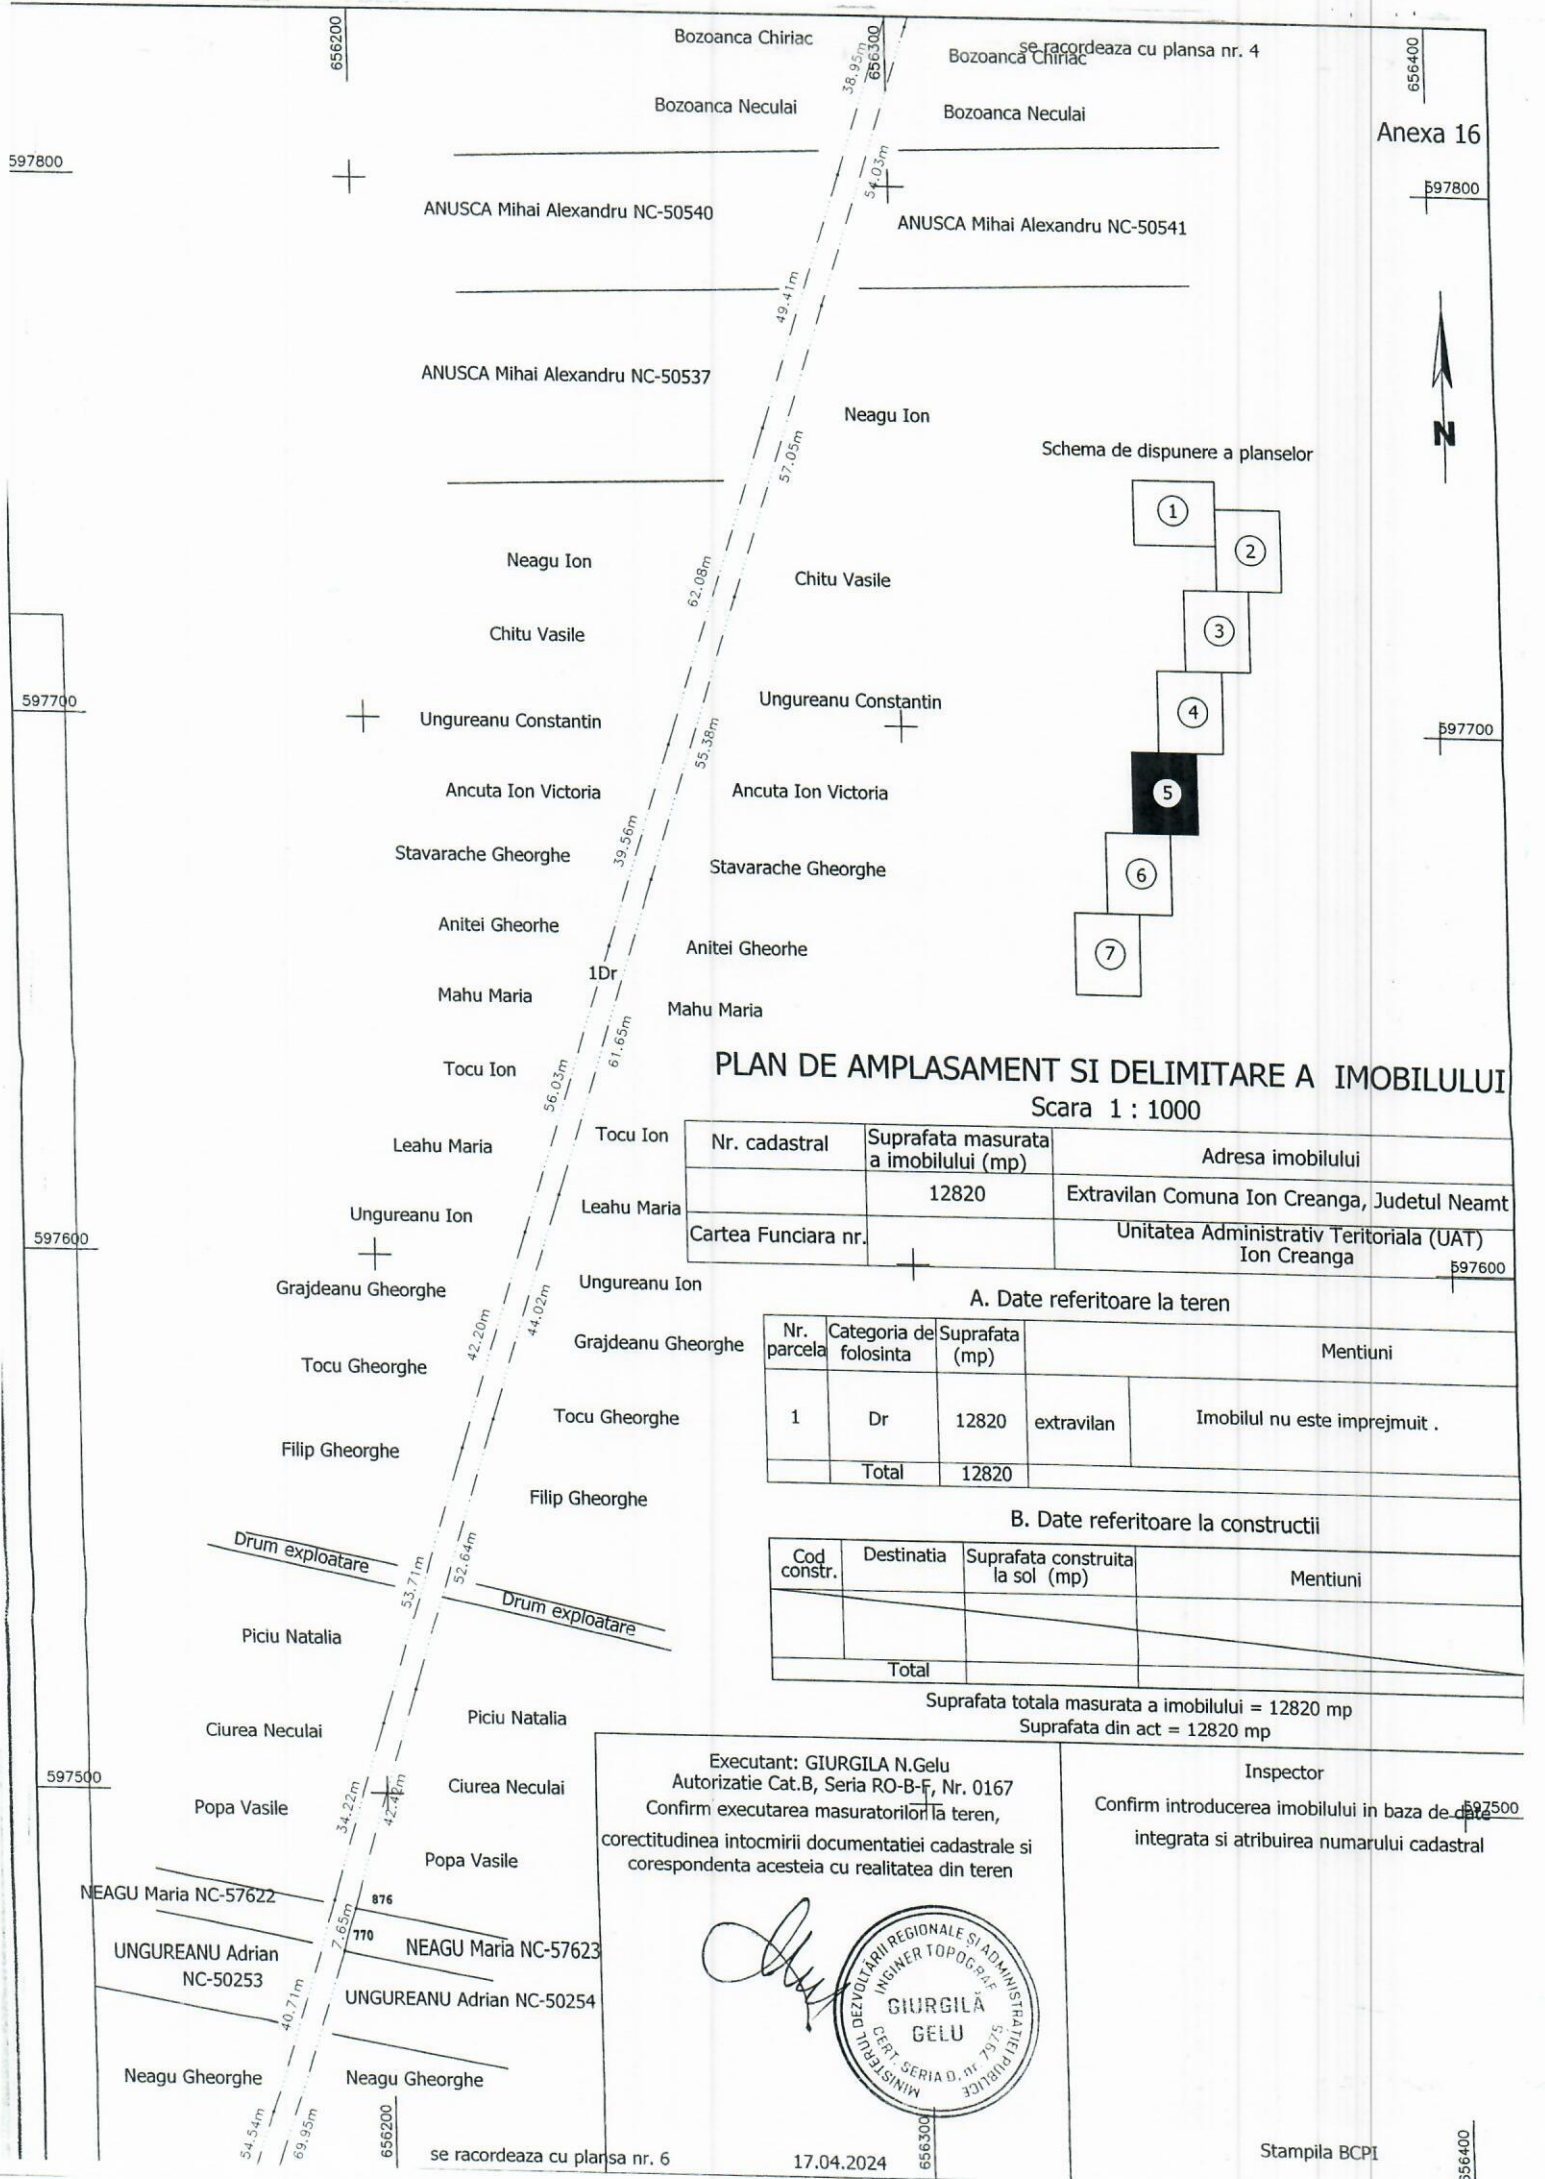 656200
656300
656400
Bozoanca Chiriac
38.95m
Bozoanca Chiriac
se racordeaza cu plansa nr. 4
Bozoanca Neculai
Bozoanca Neculai
Anexa 16
597800
54.03m
597800
ANUSCA Mihai Alexandru NC-50540
ANUSCA Mihai Alexandru NC-50541
49.41m
ANUSCA Mihai Alexandru NC-50537
Neagu Ion
N
57.05m
Schema de dispunere a planselor
1
2
3
4
5
6
7
Neagu Ion
62.08m
Chitu Vasile
Chitu Vasile
597700
Ungureanu Constantin
Ungureanu Constantin
55.38m
597700
Ancuta Ion Victoria
Ancuta Ion Victoria
39.56m
Stavarache Gheorghe
Stavarache Gheorghe
Anitei Gheorhe
Anitei Gheorhe
1Dr
Mahu Maria
Mahu Maria
61.65m
Tocu Ion
56.03m
PLAN DE AMPLASAMENT SI DELIMITARE A IMOBILULUI
Scara 1 : 1000
Leahu Maria
Tocu Ion
Nr. cadastral
Suprafata masurata
a imobilului (mp)
Adresa imobilului
12820
Extravilan Comuna Ion Creanga, Judetul Neamt
Ungureanu Ion
Leahu Maria
Cartea Funciara nr.
Unitatea Administrativ Teritoriala (UAT)
Ion Creanga
597600
597600
Grajdeanu Gheorghe
Ungureanu Ion
44.02m
42.20m
A. Date referitoare la teren
Tocu Gheorghe
Grajdeanu Gheorghe
Nr.
parcela
Categoria de
folosinta
Suprafata
(mp)
Mentiuni
1
Dr
12820
extravilan
Imobilul nu este imprejmuit .
Total
12820
Filip Gheorghe
Tocu Gheorghe
Filip Gheorghe
B. Date referitoare la constructii
Drum exploatare
53.71m
52.64m
Drum exploatare
Cod
constr.
Destinatia
Suprafata construita
la sol (mp)
Mentiuni
Total
Piciu Natalia
Piciu Natalia
Suprafata totala masurata a imobilului = 12820 mp
Suprafata din act = 12820 mp
Ciurea Neculai
Ciurea Neculai
597500
Popa Vasile
34.22m
42.42m
Popa Vasile
Executant: GIURGILA N.Gelu
Autorizatie Cat.B, Seria RO-B-F, Nr. 0167
Confirm executarea masuratorilor la teren,
corectitudinea intocmirii documentatiei cadastrale si
corespondenta acesteia cu realitatea din teren
Inspector
Confirm introducerea imobilului in baza de date
597500
integrata si atribuirea numarului cadastral
NEAGU Maria NC-57622
876
7.65m
770
NEAGU Maria NC-57623
UNGUREANU Adrian
NC-50253
UNGUREANU Adrian NC-50254
40.71m
MINISTERUL DEZVOLTĂRII REGIONALE ȘI ADMINISTRAȚIEI PUBLICE
INGINER TOPOGRAF
GIURGILĂ
GELU
CERT. SERIA D, nr. 7975
Neagu Gheorghe
Neagu Gheorghe
54.54m
69.95m
656200
se racordeaza cu plansa nr. 6
17.04.2024
656300
Stampila BCPI
656400